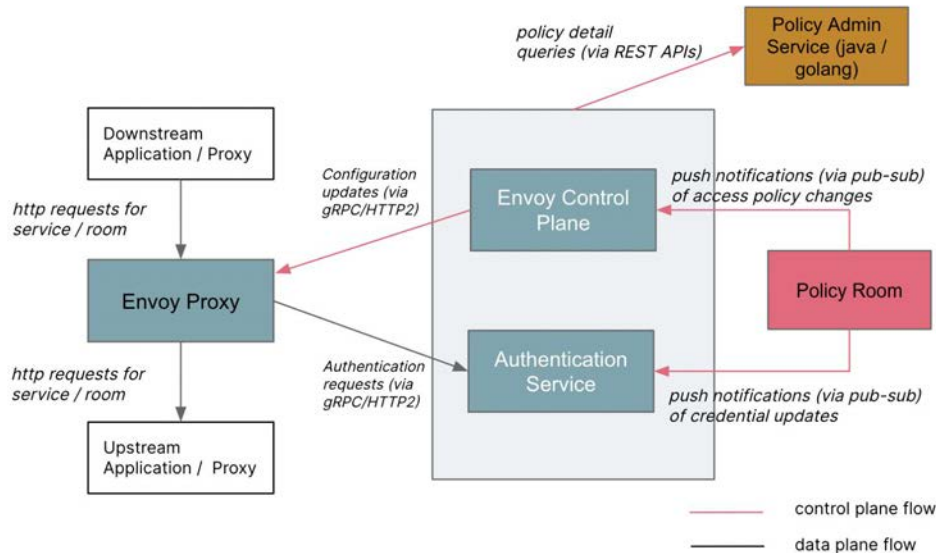 policy detail
queries (via REST APIs)
Policy Admin
Service (java /
golang)
Downstream
Application / Proxy
Configuration
updates (via
gRPC/HTTP2)
Envoy Control
Plane
push notifications (via pub-sub)
of access policy changes
http requests for
service / room
Envoy Proxy
Policy Room
http requests for
service / room
Authentication
requests (via
gRPC/HTTP2)
Authentication
Service
push notifications (via pub-sub)
of credential updates
Upstream
Application / Proxy
control plane flow
data plane flow